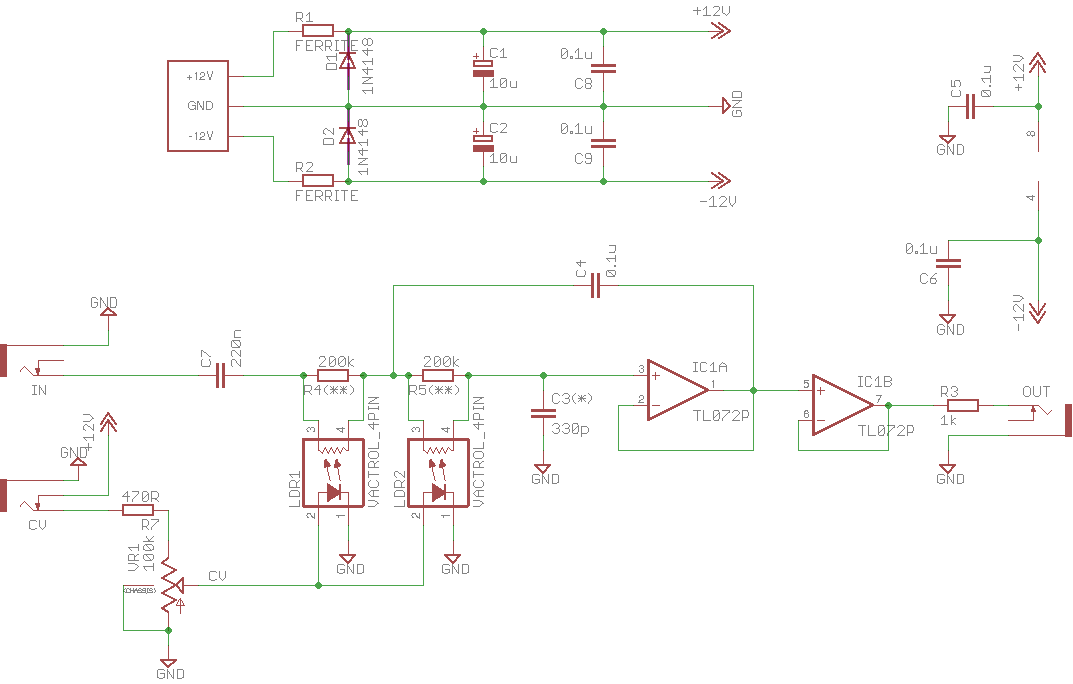 R1
FERRITE
D1
1N4148
+
C1
10u
0.1u
C8
+12V
+12V
GND
-12V
GND
D2
1N4148
+
C2
10u
0.1u
C9
R2
FERRITE
-12V
C5
0.1u
+12V
GND
8
4
0.1u
C6
GND
-12V
C4
0.1u
GND
IN
C7
220n
200k
R4(**)
200k
R5(**)
3
4
LDR1
VACTROL_4PIN
2
1
GND
3
4
LDR2
VACTROL_4PIN
2
1
GND
C3(*)
330p
GND
3
+
2
-
1
IC1A
TL072P
5
+
6
-
7
IC1B
TL072P
R3
1k
OUT
GND
+12V
GND
CV
470R
R7
VR1
100k
(CHASSIS)
CV
GND